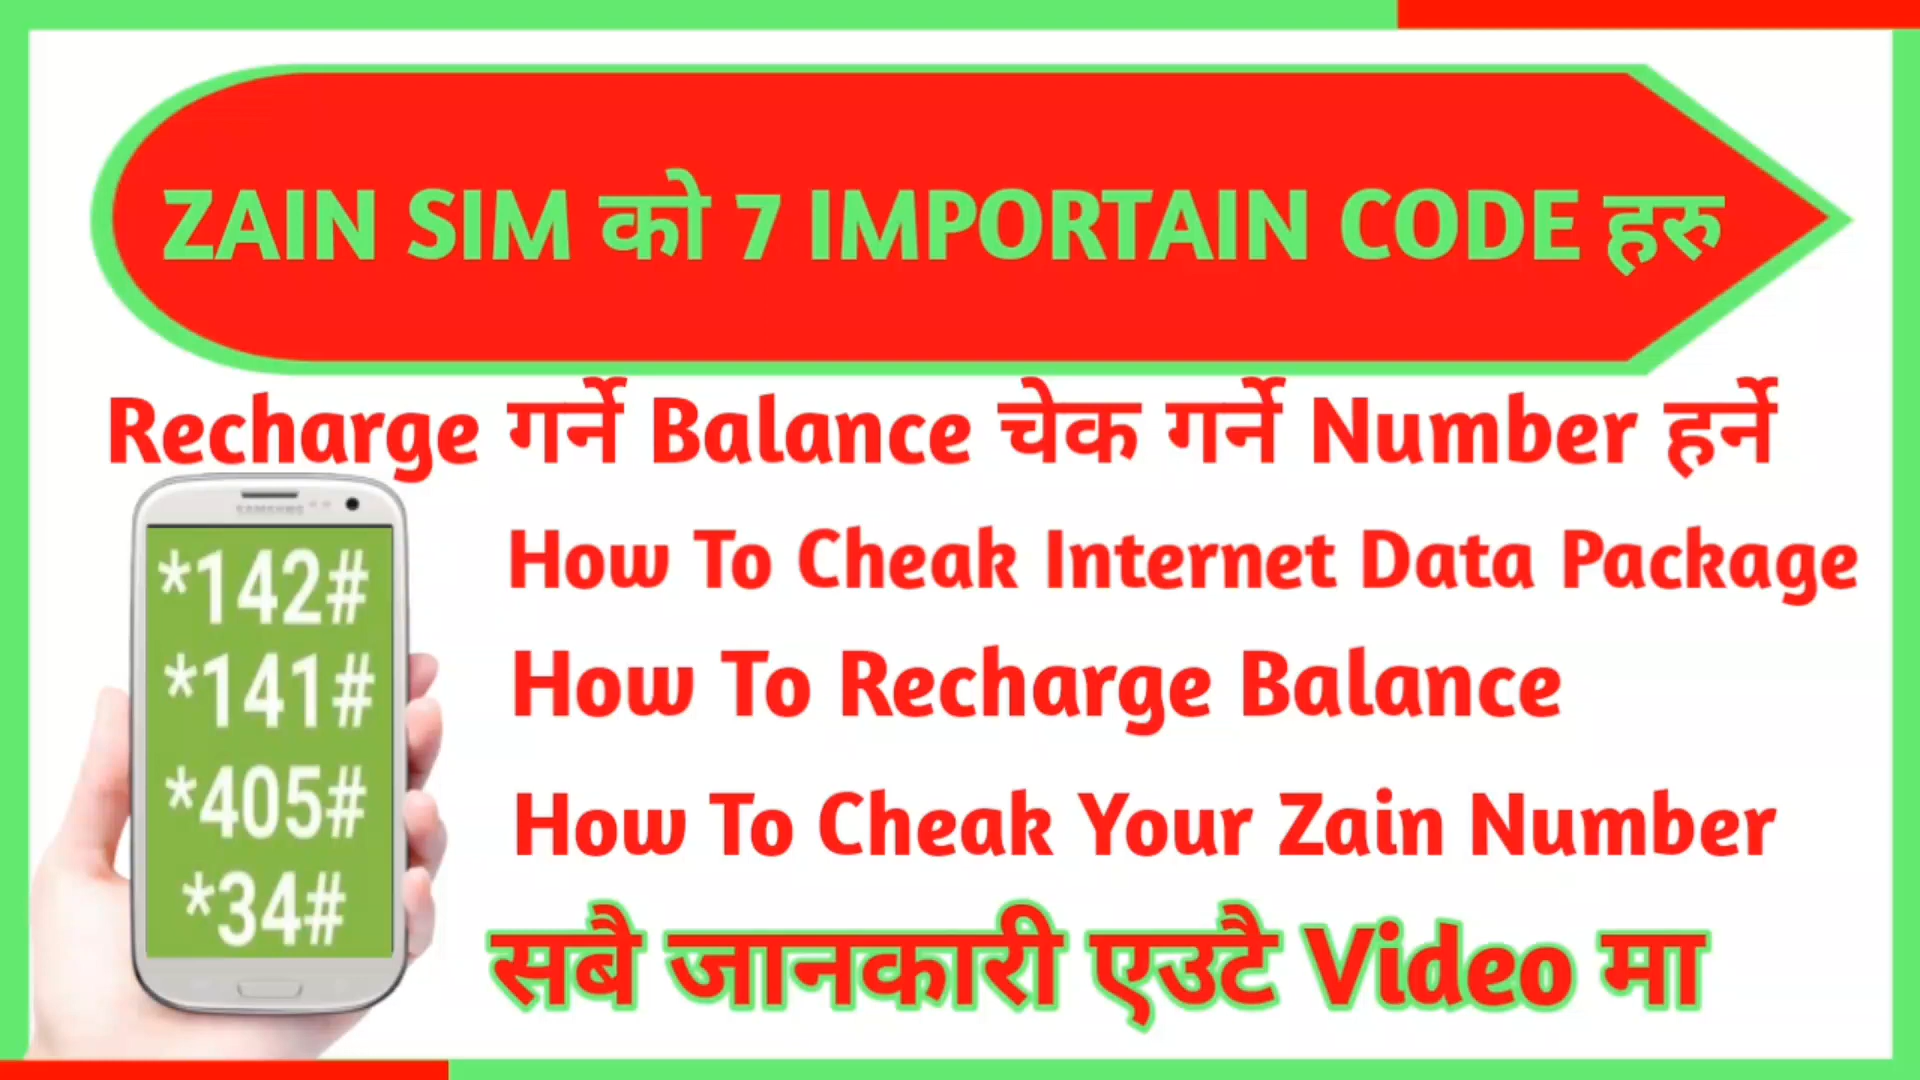 ZAIN SIM को 7 IMPORTAIN CODE हरु
Recharge गर्ने Balance चेक गर्ने Number हर्ने
SAMSUNG
*142#
*141#
*405#
*34#
How To Cheak Internet Data Package
How To Recharge Balance
How To Cheak Your Zain Number
सबै जानकारी एउटै Video मा